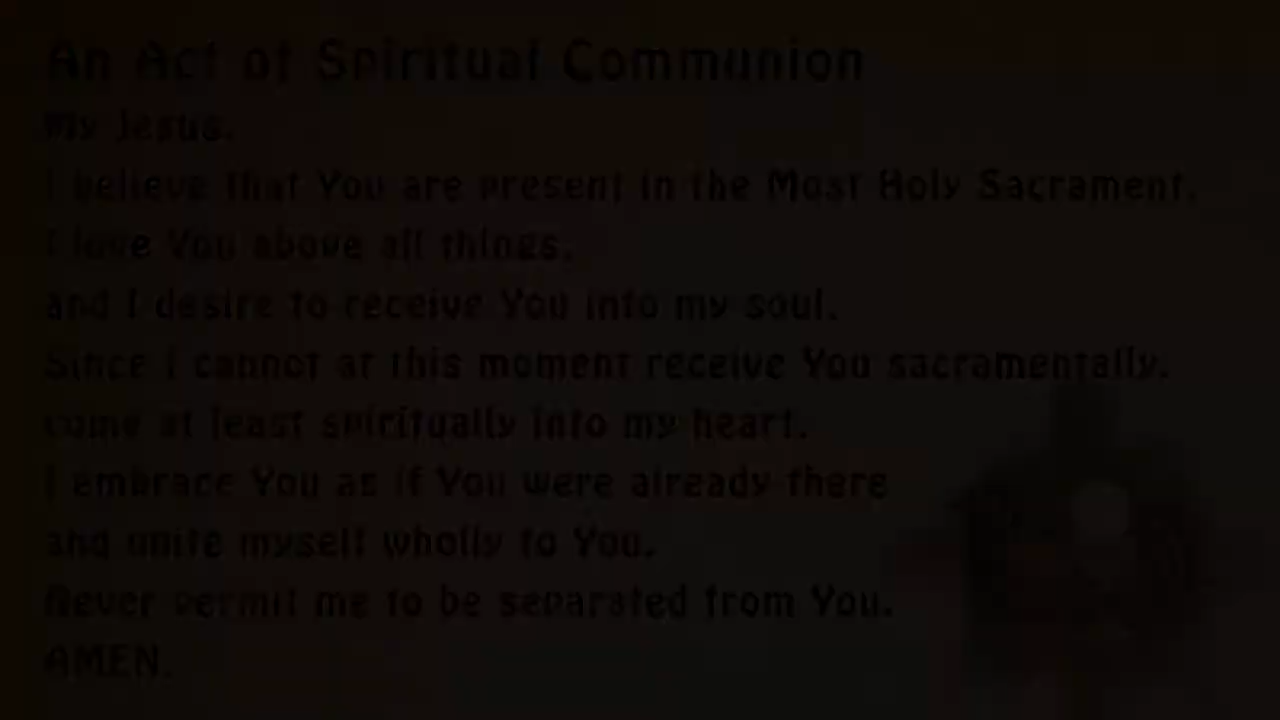 An Act of Spiritual Communion
My Jesus,
I believe that You are present in the Most Holy Sacrament.
I love You above all things,
and I desire to receive You into my soul.
Since I cannot at this moment receive You sacramentally,
come at least spiritually into my heart.
I embrace You as if You were already there
and unite myself wholly to You.
Never permit me to be separated from You.
AMEN.